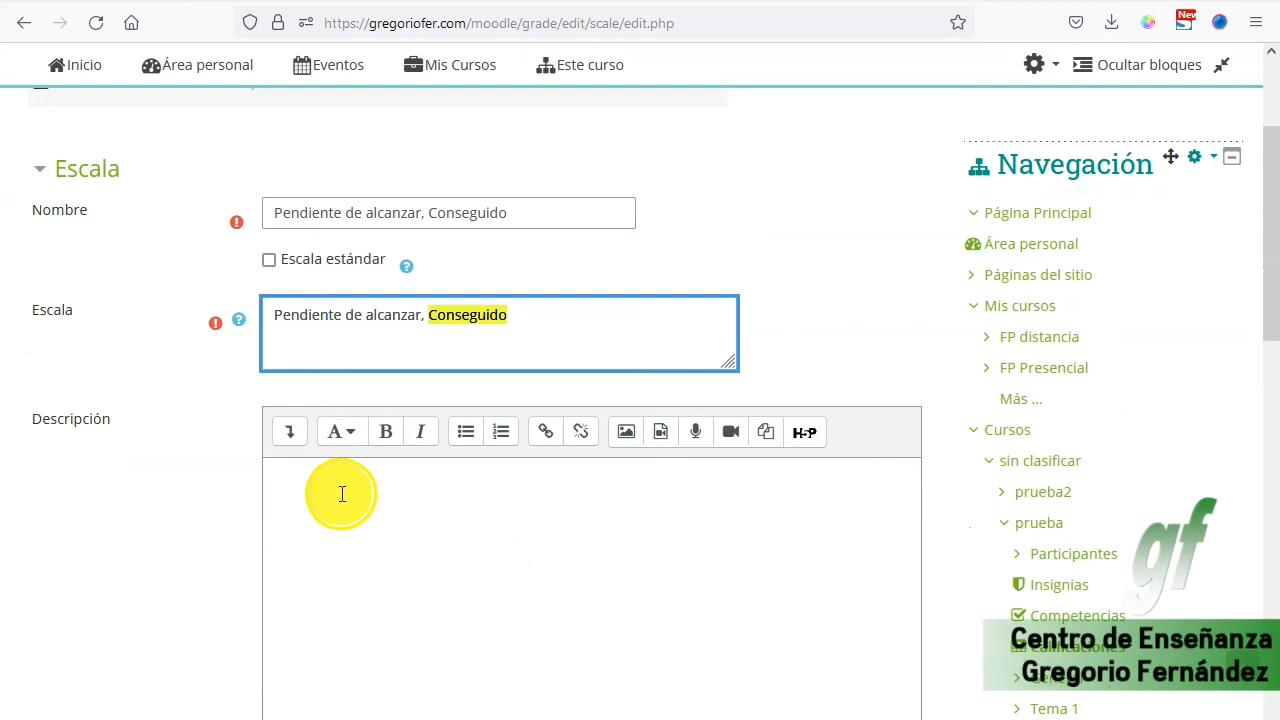 https://gregoriofer.com/moodle/grade/edit/scale/edit.php
New
Inicio
Área personal
Eventos
Mis Cursos
Este curso
Ocultar bloques
Escala
Nombre
Pendiente de alcanzar, Conseguido
Escala estándar
Escala
Pendiente de alcanzar, Conseguido
Descripción
A
B
I
H-P
Navegación
Página Principal
Área personal
Páginas del sitio
Mis cursos
FP distancia
FP Presencial
Más ...
Cursos
sin clasificar
prueba2
prueba
Participantes
Insignias
Competencias
Calificaciones
Tema 1
gf
Centro de Enseñanza
Gregorio Fernández